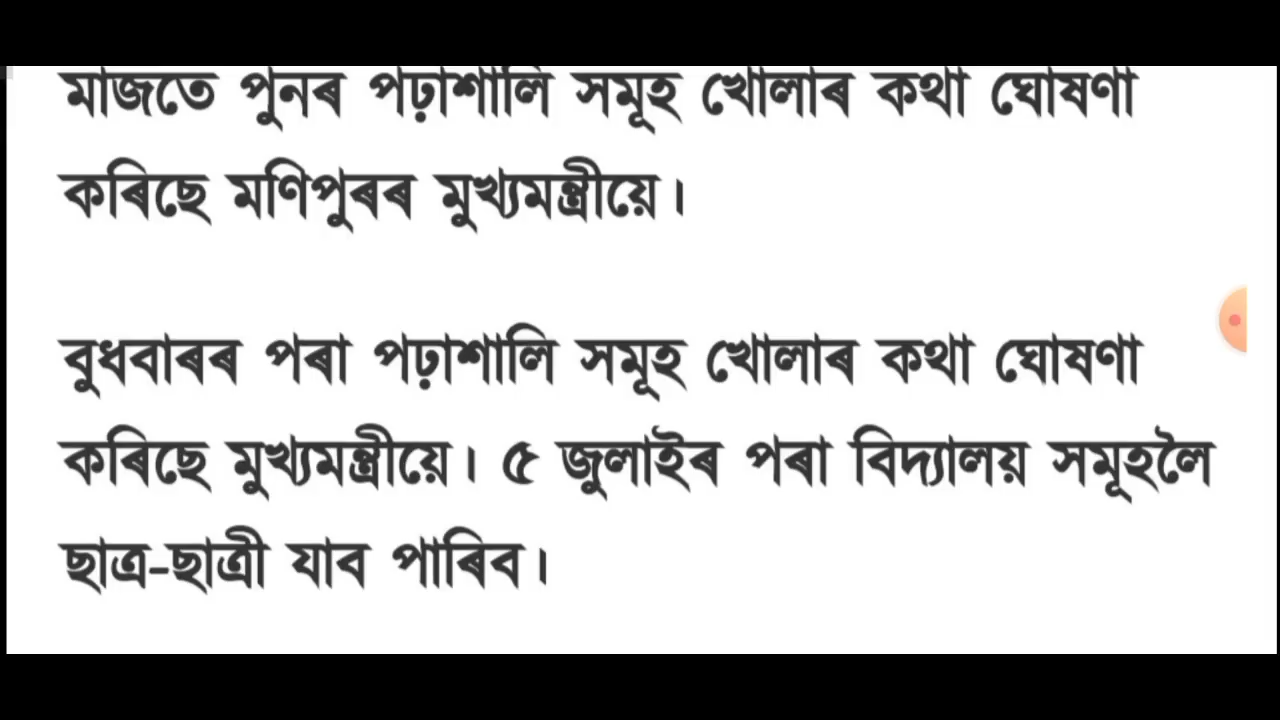 মাজতে পুনৰ পঢ়াশালি সমূহ খোলাৰ কথা ঘোষণা
কৰিছে মণিপুৰৰ মুখ্যমন্ত্ৰীয়ে।
বুধবাৰৰ পৰা পঢ়াশালি সমূহ খোলাৰ কথা ঘোষণা
কৰিছে মুখ্যমন্ত্ৰীয়ে। ৫ জুলাইৰ পৰা বিদ্যালয় সমূহলৈ
ছাত্ৰ-ছাত্ৰী যাব পাৰিব।